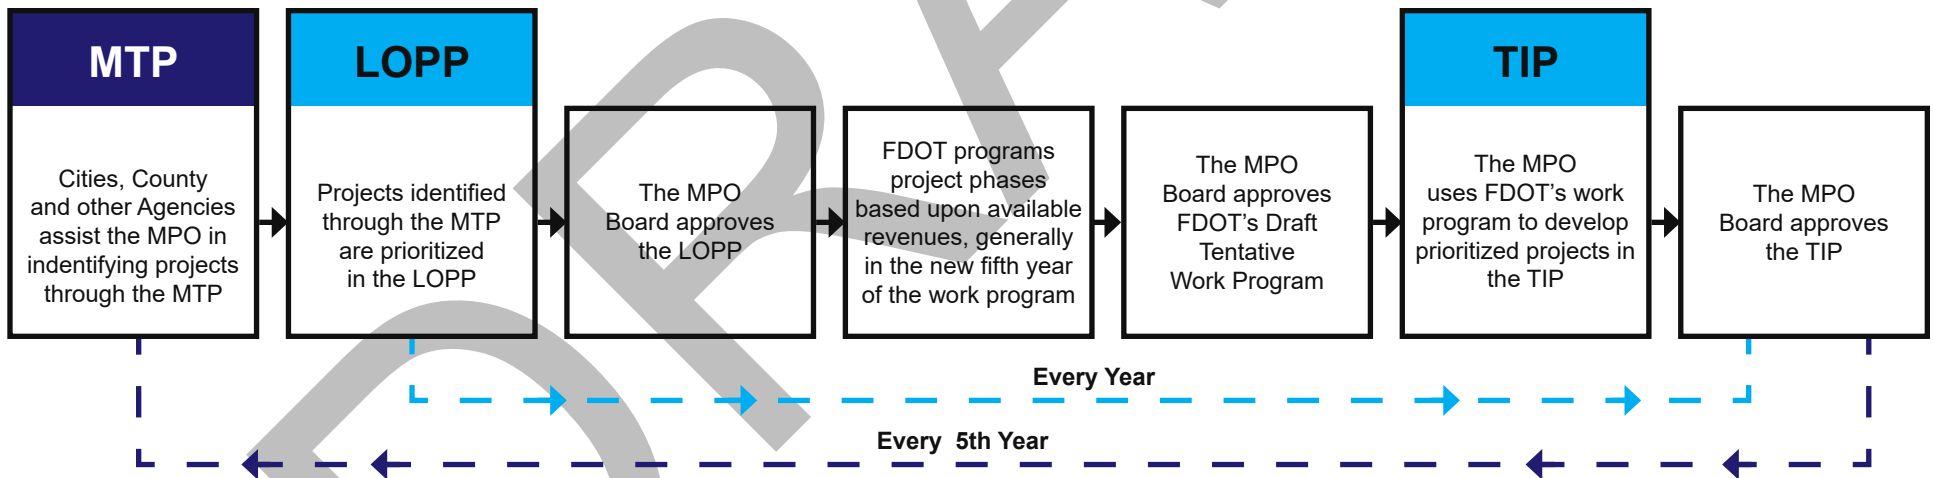 MTP
Cities, County
and other Agencies
assist the MPO in
indentifying projects
through the MTP
LOPP
Projects identified
through the MTP
are prioritized
in the LOPP
The MPO
Board approves
the LOPP
FDOT programs
project phases
based upon available
revenues, generally
in the new fifth year
of the work program
The MPO
Board approves
FDOT's Draft
Tentative
Work Program
TIP
The MPO
uses FDOT's work
program to develop
prioritized projects in
the TIP
The MPO
Board approves
the TIP
Every Year
Every 5th Year